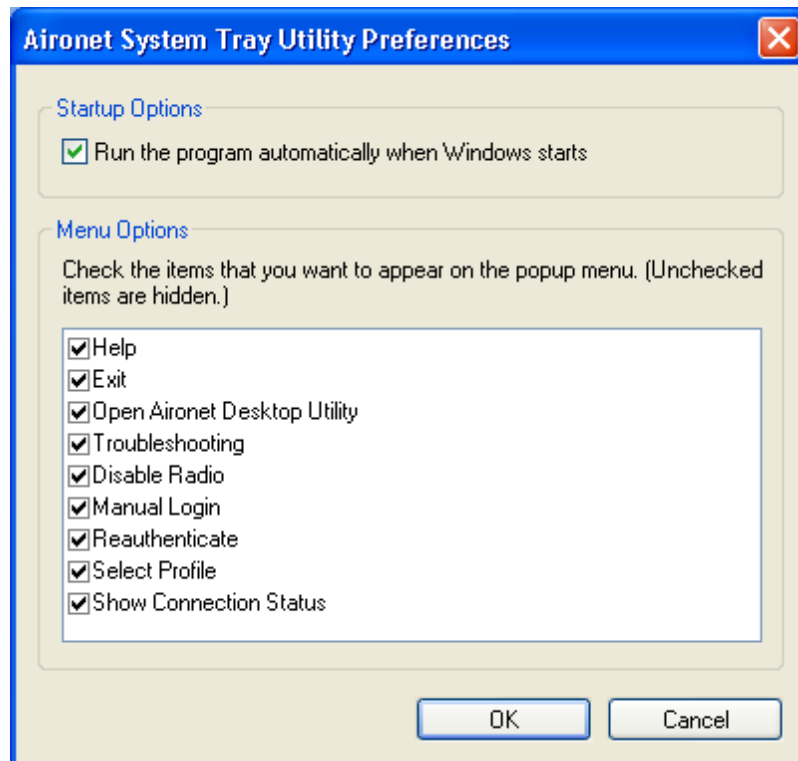 Aironet System Tray Utility Preferences
Startup Options
Run the program automatically when Windows starts
Menu Options
Check the items that you want to appear on the popup menu. (Unchecked
items are hidden.)
Help
Exit
Open Aironet Desktop Utility
Troubleshooting
Disable Radio
Manual Login
Reauthenticate
Select Profile
Show Connection Status
OK
Cancel